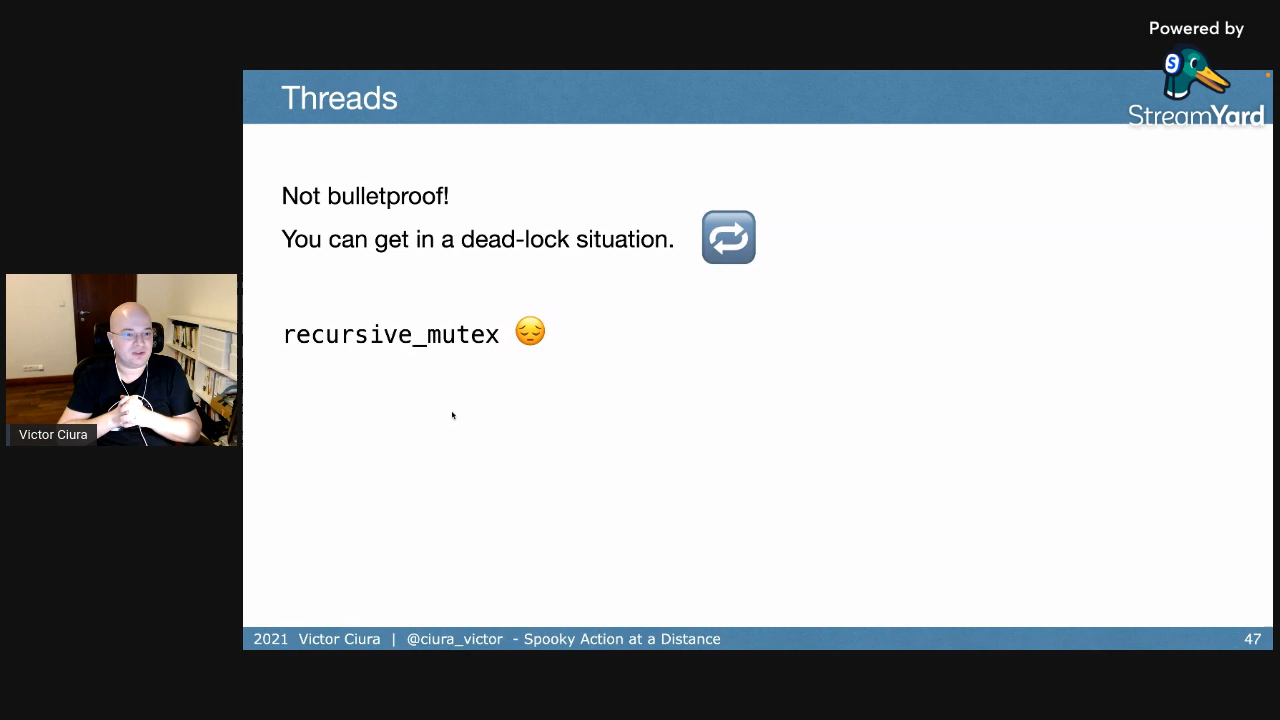 Powered by
StreamYard
Threads
Not bulletproof!
You can get in a dead-lock situation.
recursive_mutex
Victor Ciura
2021 Victor Ciura | @ciura_victor - Spooky Action at a Distance
47